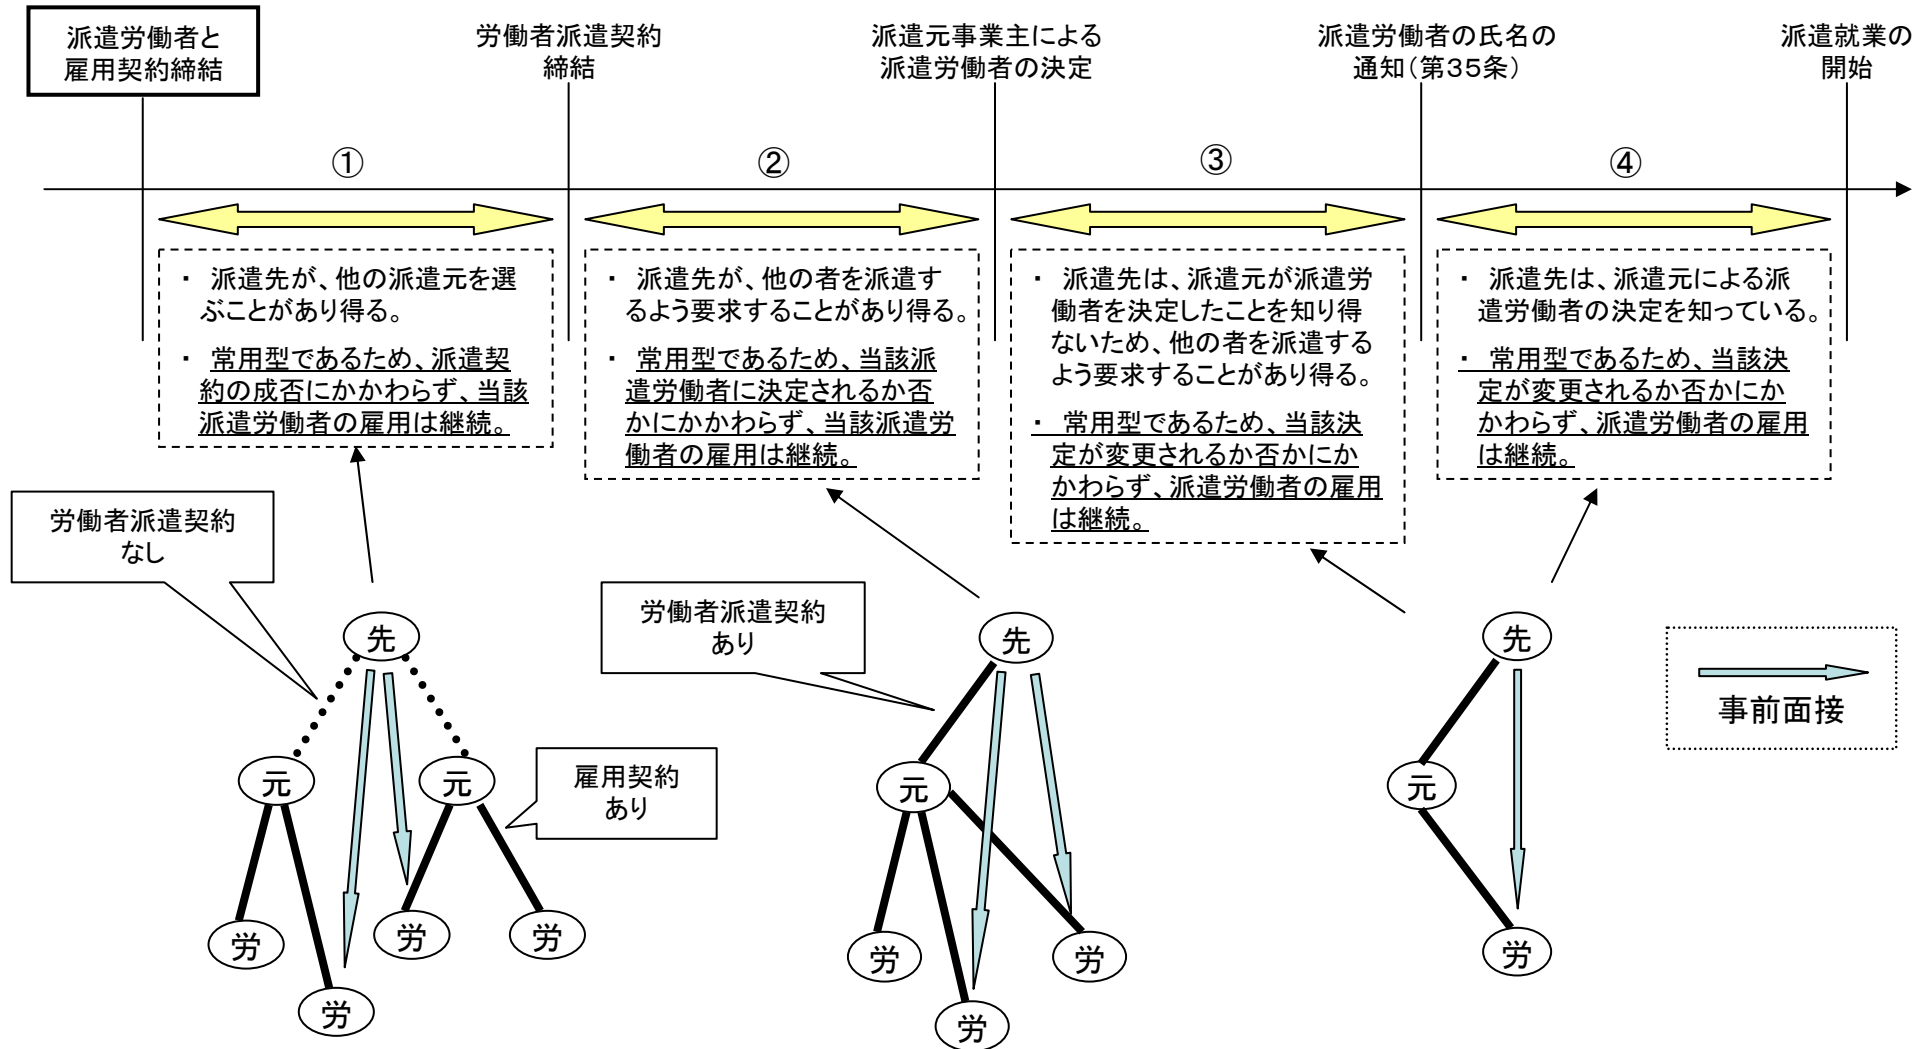 派遣労働者と
雇用契約締結
労働者派遣契約
締結
派遣元事業主による
派遣労働者の決定
派遣労働者の氏名の
通知(第35条)
派遣就業の
開始
①
②
③
④
・ 派遣先が、他の派遣元を選
ぶことがあり得る。
・ 常用型であるため、派遣契
約の成否にかかわらず、当該
派遣労働者の雇用は継続。
・ 派遣先が、他の者を派遣す
るよう要求することがあり得る。
・ 常用型であるため、当該派
遣労働者に決定されるか否
かにかかわらず、当該派遣労
働者の雇用は継続。
・ 派遣先は、派遣元が派遣労
働者を決定したことを知り得
ないため、他の者を派遣する
よう要求することがあり得る。
・ 常用型であるため、当該決
定が変更されるか否かにか
かわらず、派遣労働者の雇用
は継続。
・ 派遣先は、派遣元による派
遣労働者の決定を知っている。
・ 常用型であるため、当該決
定が変更されるか否かにか
かわらず、派遣労働者の雇用
は継続。
労働者派遣契約
なし
先
元
元
雇用契約
あり
労
労
労
労
労働者派遣契約
あり
先
元
労
労
労
先
元
労
事前面接